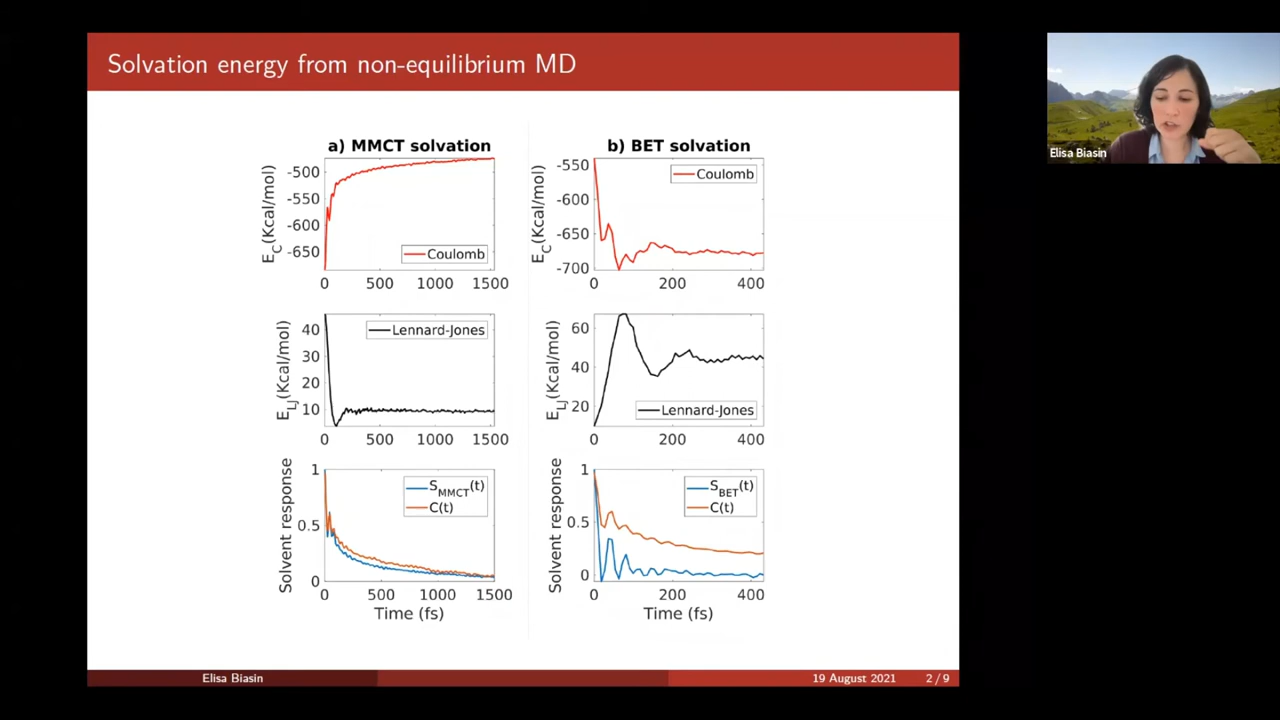 Solvation energy from non-equilibrium MD
Elisa Biasin
a) MMCT solvation
E_C(Kcal/mol)
-500
-550
-600
-650
Coulomb
0 500 1000 1500
b) BET solvation
E_C(Kcal/mol)
-550
-600
-650
-700
Coulomb
0 200 400
E_LJ(Kcal/mol)
40
30
20
10
Lennard-Jones
0 500 1000 1500
E_LJ(Kcal/mol)
60
40
20
Lennard-Jones
0 200 400
Solvent response
1
0.5
0
S_MMCT(t)
C(t)
0 500 1000 1500
Time (fs)
Solvent response
1
0.5
0
S_BET(t)
C(t)
0 200 400
Time (fs)
Elisa Biasin 19 August 2021 2 / 9